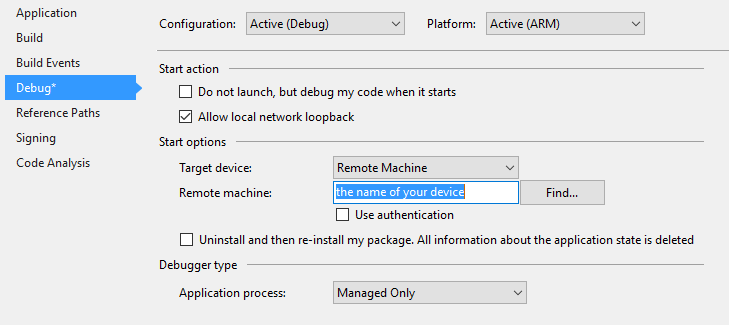 Application
Build
Build Events
Debug*
Reference Paths
Signing
Code Analysis
Configuration: Active (Debug) Platform: Active (ARM)
Start action
Do not launch, but debug my code when it starts
Allow local network loopback
Start options
Target device: Remote Machine
Remote machine: the name of your device Find...
Use authentication
Uninstall and then re-install my package. All information about the application state is deleted
Debugger type
Application process: Managed Only